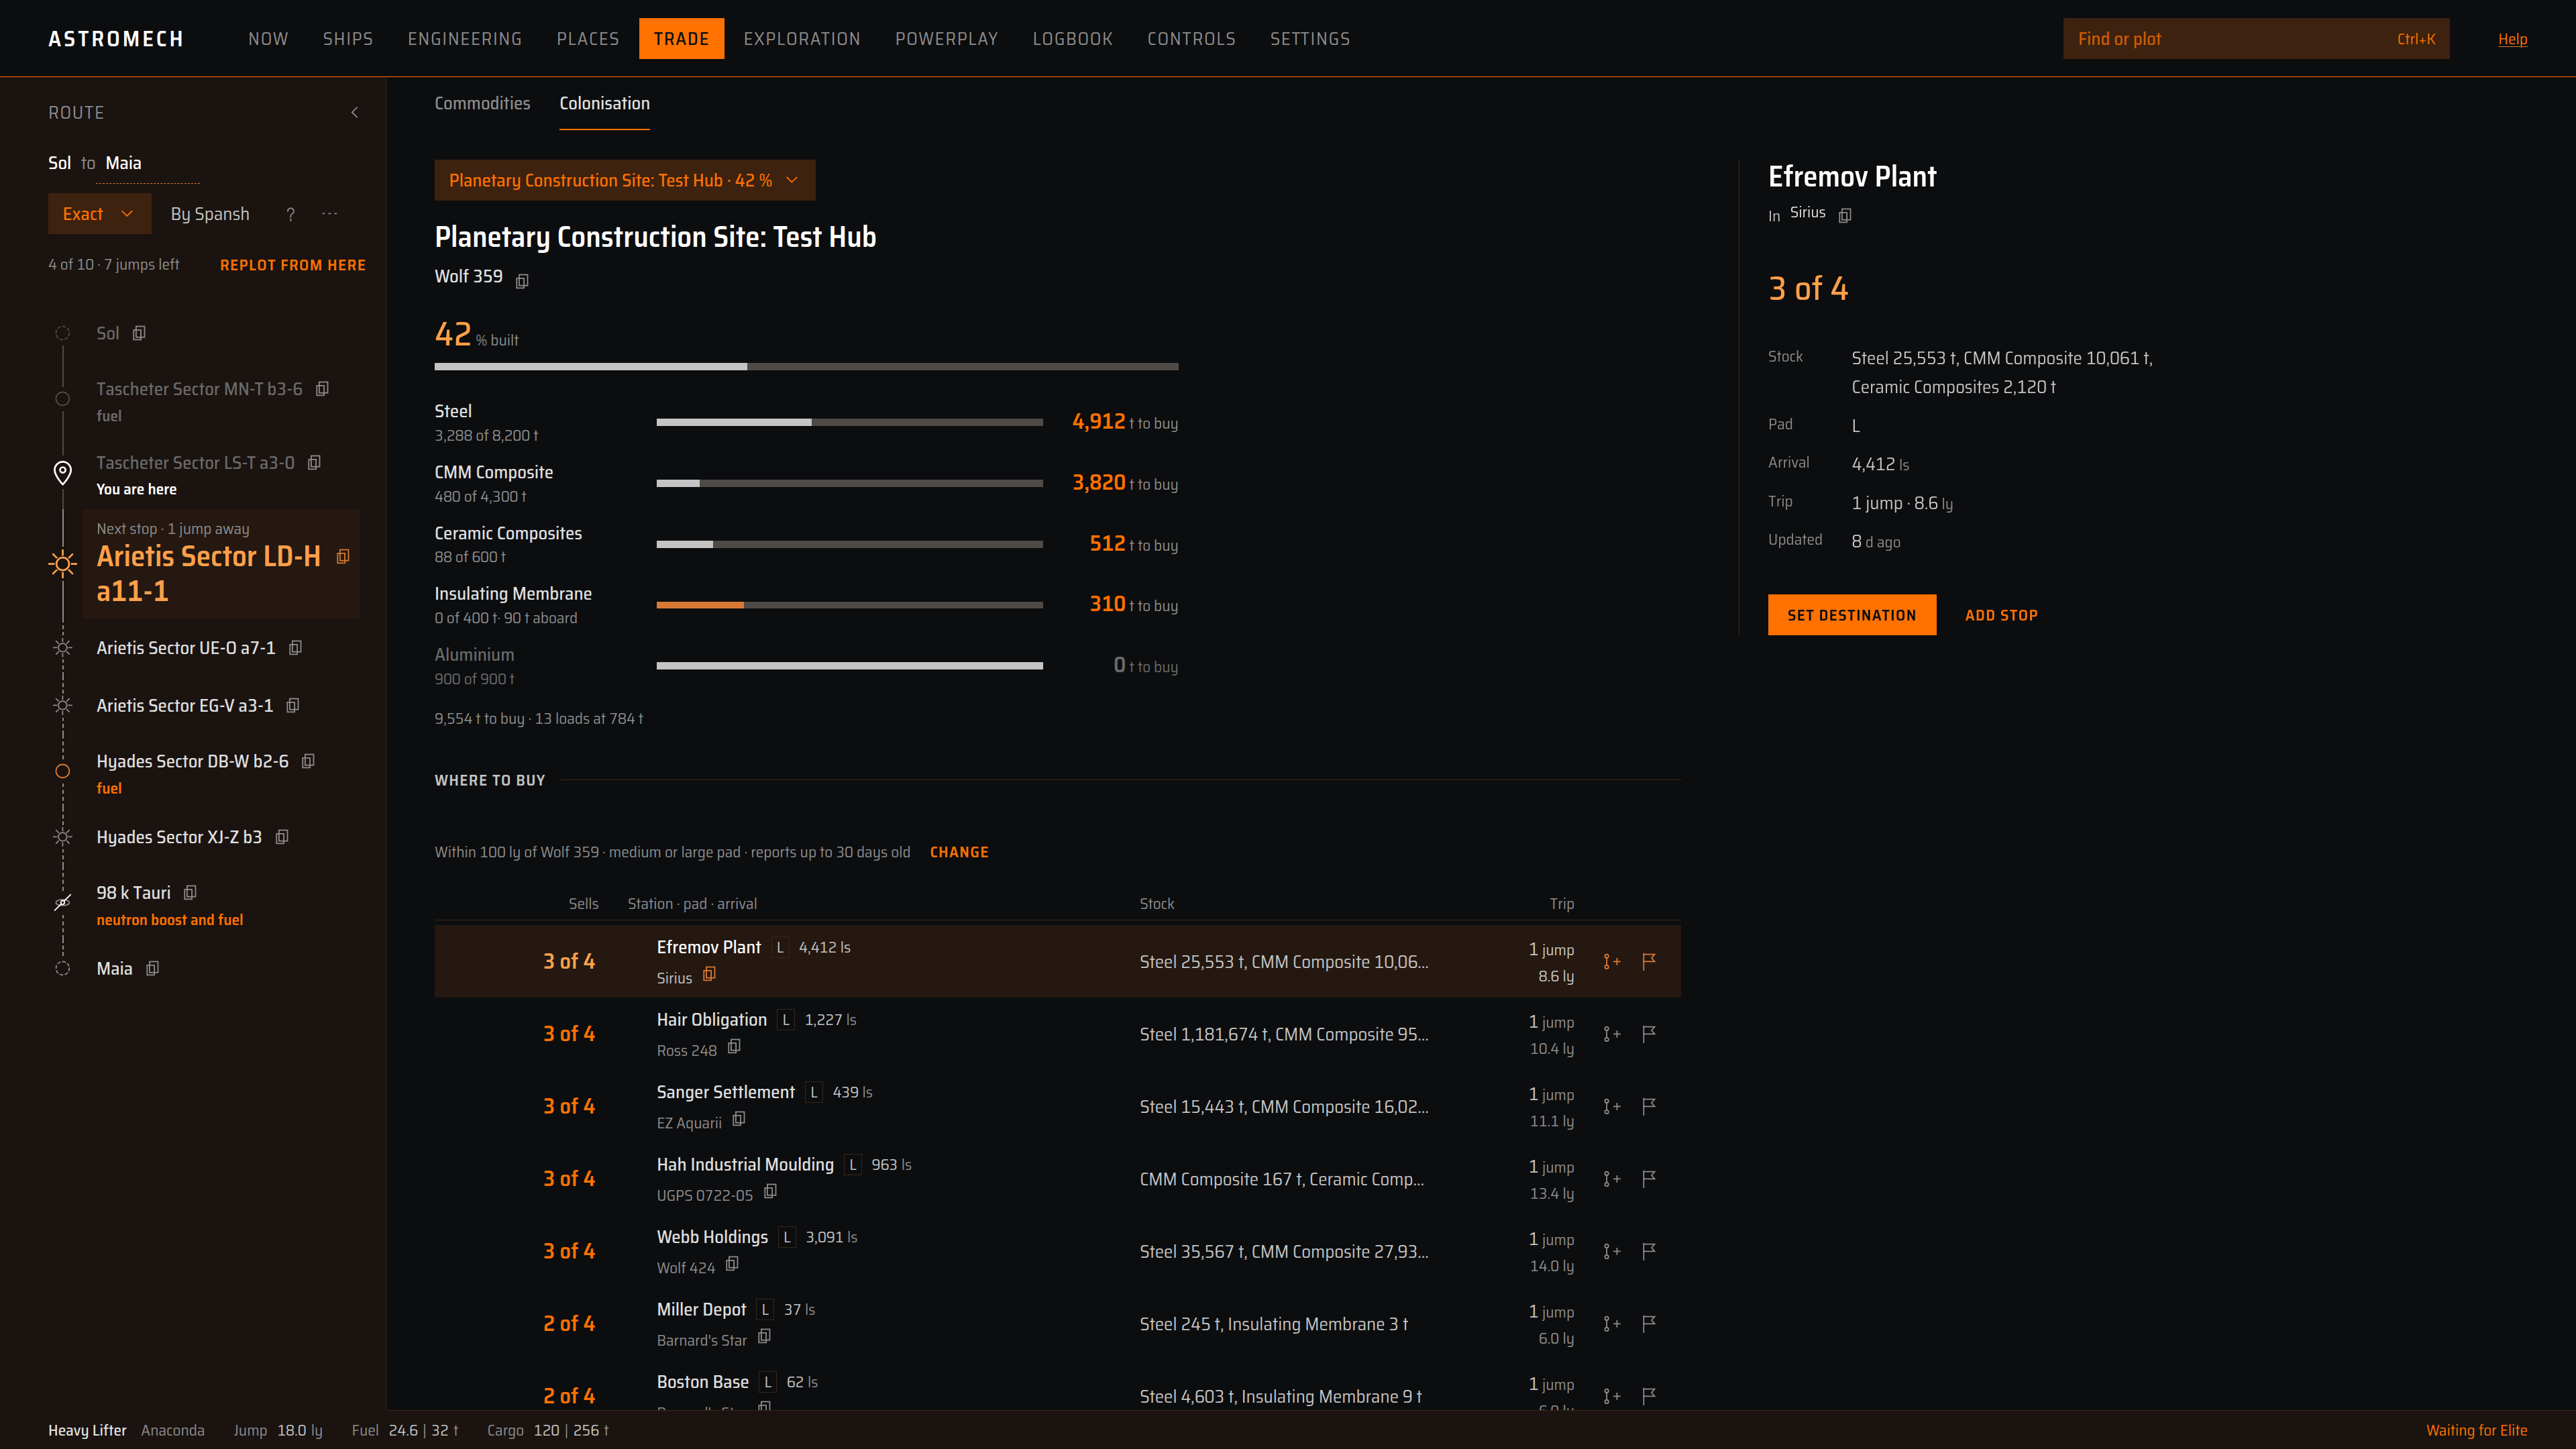 ASTROMECH
NOW SHIPS ENGINEERING PLACES TRADE EXPLORATION POWERPLAY LOGBOOK CONTROLS SETTINGS
Find or plot Ctrl+K
Help
ROUTE
Sol to Maia
Exact By Spansh ? ...
4 of 10 · 7 jumps left REPLOT FROM HERE
Sol
Tascheter Sector MN-T b3-6
fuel
Tascheter Sector LS-T a3-0
You are here
Next stop · 1 jump away
Arietis Sector LD-H
a11-1
Arietis Sector UE-O a7-1
Arietis Sector EG-V a3-1
Hyades Sector DB-W b2-6
fuel
Hyades Sector XJ-Z b3
98 k Tauri
neutron boost and fuel
Maia
Commodities Colonisation
Planetary Construction Site: Test Hub · 42 %
Planetary Construction Site: Test Hub
Wolf 359
42 % built
Steel
3,288 of 8,200 t
4,912 t to buy
CMM Composite
480 of 4,300 t
3,820 t to buy
Ceramic Composites
88 of 600 t
512 t to buy
Insulating Membrane
0 of 400 t · 90 t aboard
310 t to buy
Aluminium
900 of 900 t
0 t to buy
9,554 t to buy · 13 loads at 784 t
WHERE TO BUY
Within 100 ly of Wolf 359 · medium or large pad · reports up to 30 days old CHANGE
Sells Station · pad · arrival Stock Trip
3 of 4 Efremov Plant L 4,412 ls Steel 25,553 t, CMM Composite 10,06... 1 jump
Sirius 8.6 ly
3 of 4 Hair Obligation L 1,227 ls Steel 1,181,674 t, CMM Composite 95... 1 jump
Ross 248 10.4 ly
3 of 4 Sanger Settlement L 439 ls Steel 15,443 t, CMM Composite 16,02... 1 jump
EZ Aquarii 11.1 ly
3 of 4 Hah Industrial Moulding L 963 ls CMM Composite 167 t, Ceramic Comp... 1 jump
UGPS 0722-05 13.4 ly
3 of 4 Webb Holdings L 3,091 ls Steel 35,567 t, CMM Composite 27,93... 1 jump
Wolf 424 14.0 ly
2 of 4 Miller Depot L 37 ls Steel 245 t, Insulating Membrane 3 t 1 jump
Barnard's Star 6.0 ly
2 of 4 Boston Base L 62 ls Steel 4,603 t, Insulating Membrane 9 t 1 jump
Efremov Plant
In Sirius
3 of 4
Stock Steel 25,553 t, CMM Composite 10,061 t,
Ceramic Composites 2,120 t
Pad L
Arrival 4,412 ls
Trip 1 jump · 8.6 ly
Updated 8 d ago
SET DESTINATION ADD STOP
Heavy Lifter Anaconda Jump 18.0 ly Fuel 24.6 | 32 t Cargo 120 | 256 t
Waiting for Elite